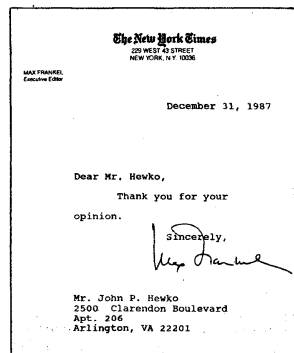 The New York Times
229 WEST 43 STREET
NEW YORK, N.Y. 10036
MAX FRANKEL
Executive Editor
December 31, 1987
Dear Mr. Hewko,
Thank you for your
opinion.
Sincerely,
Max Frankel
Mr. John P. Hewko
2500 Clarendon Boulevard
Apt. 206
Arlington, VA 22201